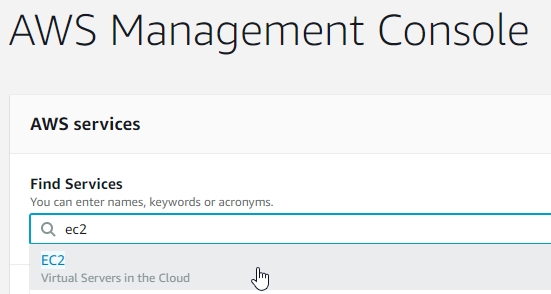 AWS Management Console
AWS services
Find Services
You can enter names, keywords or acronyms.
ec2
EC2
Virtual Servers in the Cloud